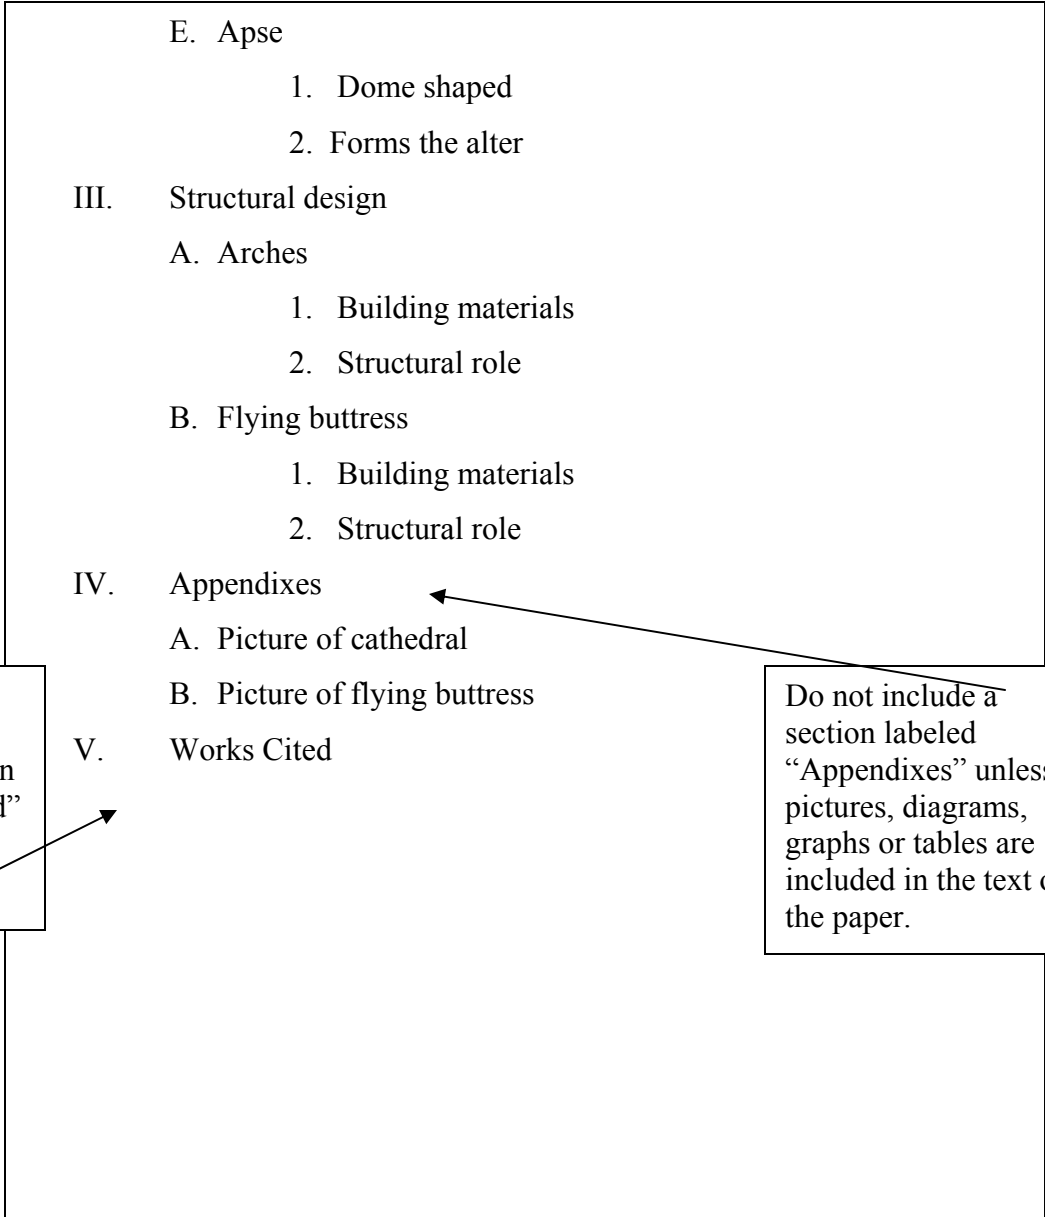 E. Apse
1. Dome shaped
2. Forms the alter
III. Structural design
A. Arches
1. Building materials
2. Structural role
B. Flying buttress
1. Building materials
2. Structural role
IV. Appendixes
A. Picture of cathedral
B. Picture of flying buttress
V. Works Cited
Do not include a
section labeled
“Appendixes” unless
pictures, diagrams,
graphs or tables are
included in the text
the paper.